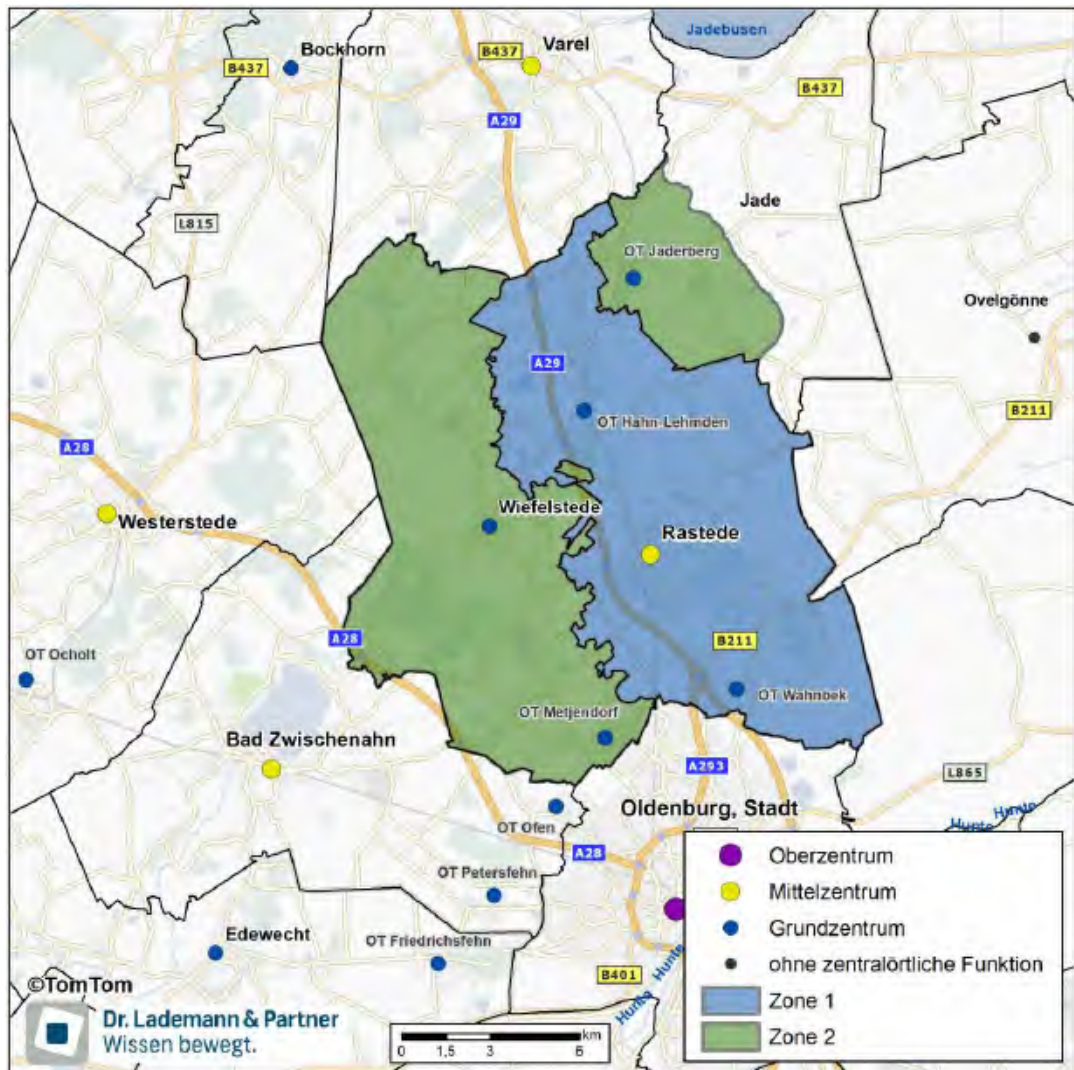 Jadebusen
Bockhorn
Varel
B437
B437
B437
A29
Jade
L815
OT Jaderberg
Ovelgönne
A29
B211
OT Hahn-Lehmden
A28
Westerstede
Wiefelstede
Rastede
A28
B211
OT Ocholt
OT Wahnbek
OT Metjendorf
Bad Zwischenahn
A293
L865
Oldenburg, Stadt
Hunte
Hunte
OT Ofen
A28
OT Petersfehn
Edewecht
OT Friedrichsfehn
B401
Hunte
Hunte
Oberzentrum
Mittelzentrum
Grundzentrum
ohne zentralörtliche Funktion
Zone 1
Zone 2
©TomTom
Dr. Lademann & Partner
Wissen bewegt.
km
0 1,5 3 6